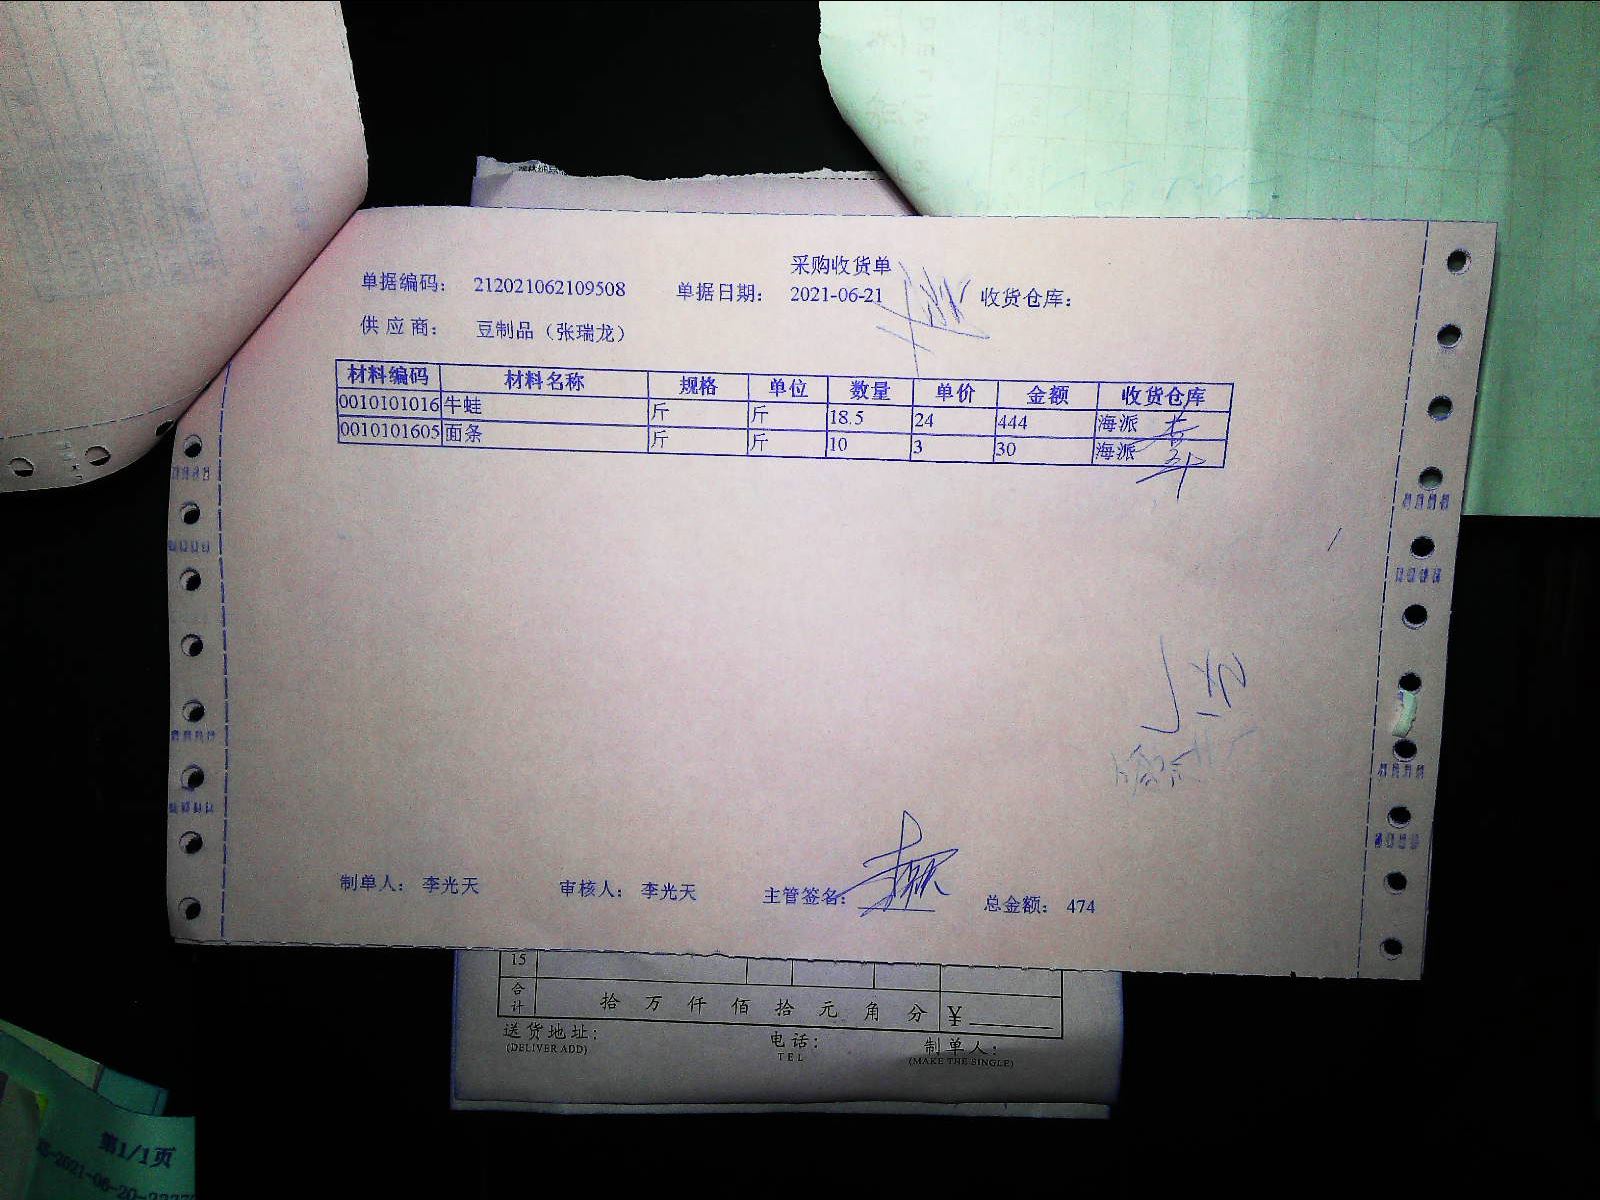 采购收货单
单据编码： 212021062109508 单据日期： 2021-06-21 收货仓库：
供应商： 豆制品（张瑞龙）
材料编码 材料名称 规格 单位 数量 单价 金额 收货仓库
0010101016 牛蛙 斤 斤 18.5 24 444 海派
0010101605 面条 斤 斤 10 3 30 海派
制单人： 李光天 审核人： 李光天 主管签名： 总金额： 474
15
合计 拾 万 仟 佰 拾 元 角 分 ¥
送货地址： 电话： 制单人：
(DELIVER ADD) TEL (MAKE THE SINGLE)
第1/1页